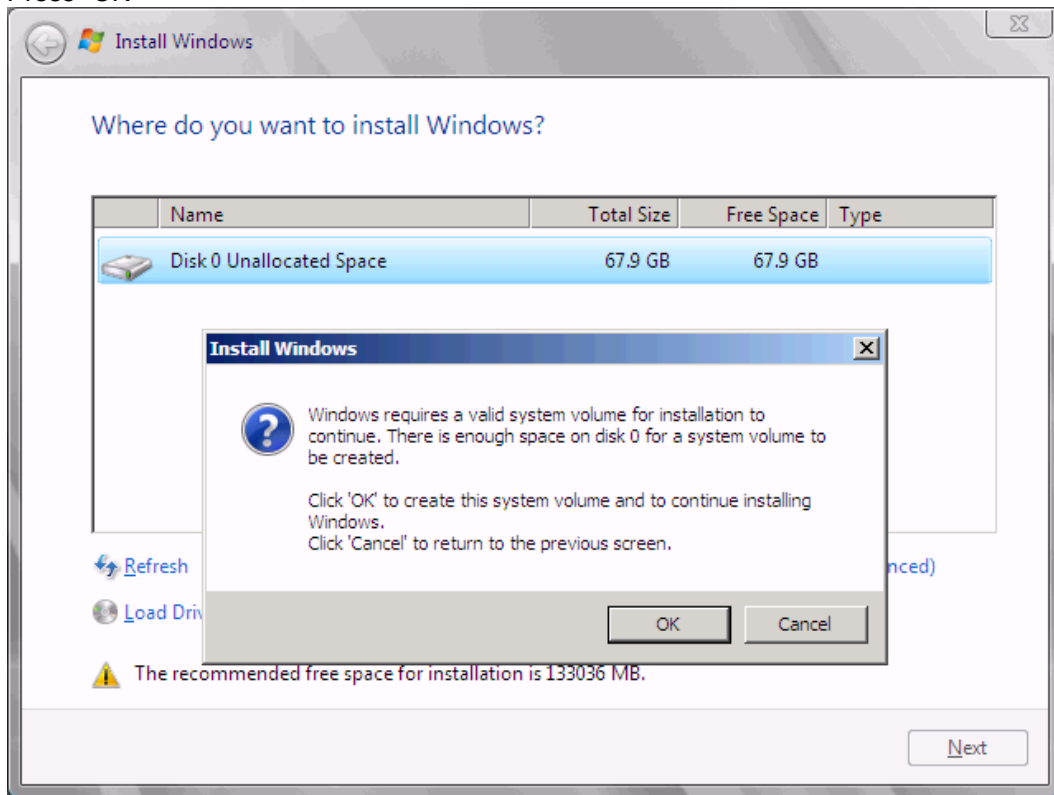 Install Windows
Where do you want to install Windows?
Name Total Size Free Space Type
Disk 0 Unallocated Space 67.9 GB 67.9 GB
Install Windows
Windows requires a valid system volume for installation to
continue. There is enough space on disk 0 for a system volume to
be created.
Click 'OK' to create this system volume and to continue installing
Windows.
Click 'Cancel' to return to the previous screen.
OK Cancel
Refresh nced)
Load Driv
The recommended free space for installation is 133036 MB.
Next